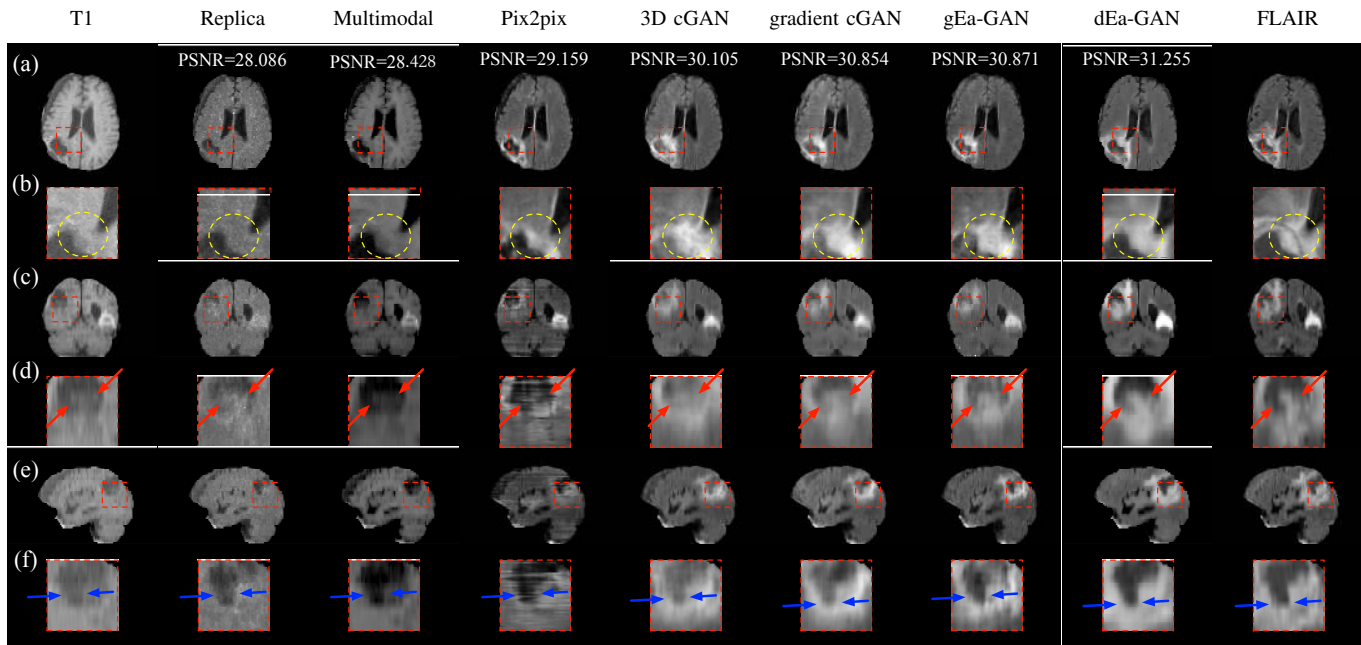 T1 Replica Multimodal Pix2pix 3D cGAN gradient cGAN gEa-GAN dEa-GAN FLAIR
(a) PSNR=28.086 PSNR=28.428 PSNR=29.159 PSNR=30.105 PSNR=30.854 PSNR=30.871 PSNR=31.255
(b)
(c)
(d)
(e)
(f)